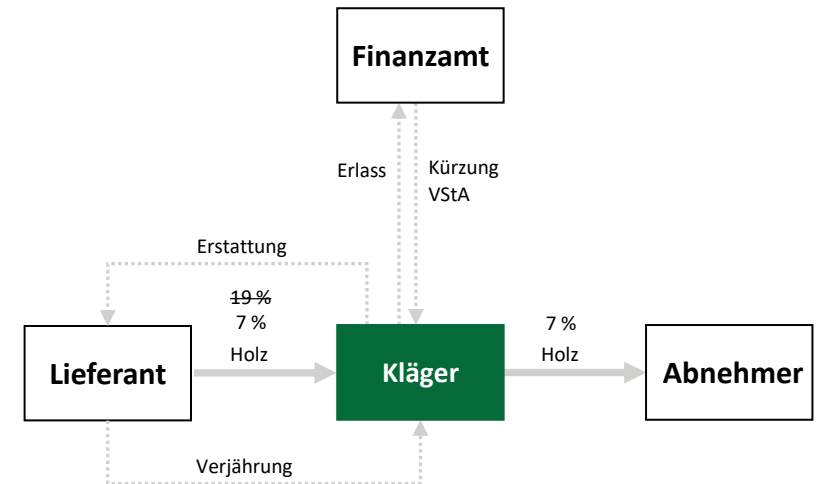 Finanzamt
Erlass
Kürzung
VStA
Erstattung
19 %
7 %
Holz
7 %
Holz
Lieferant
Kläger
Abnehmer
Verjährung